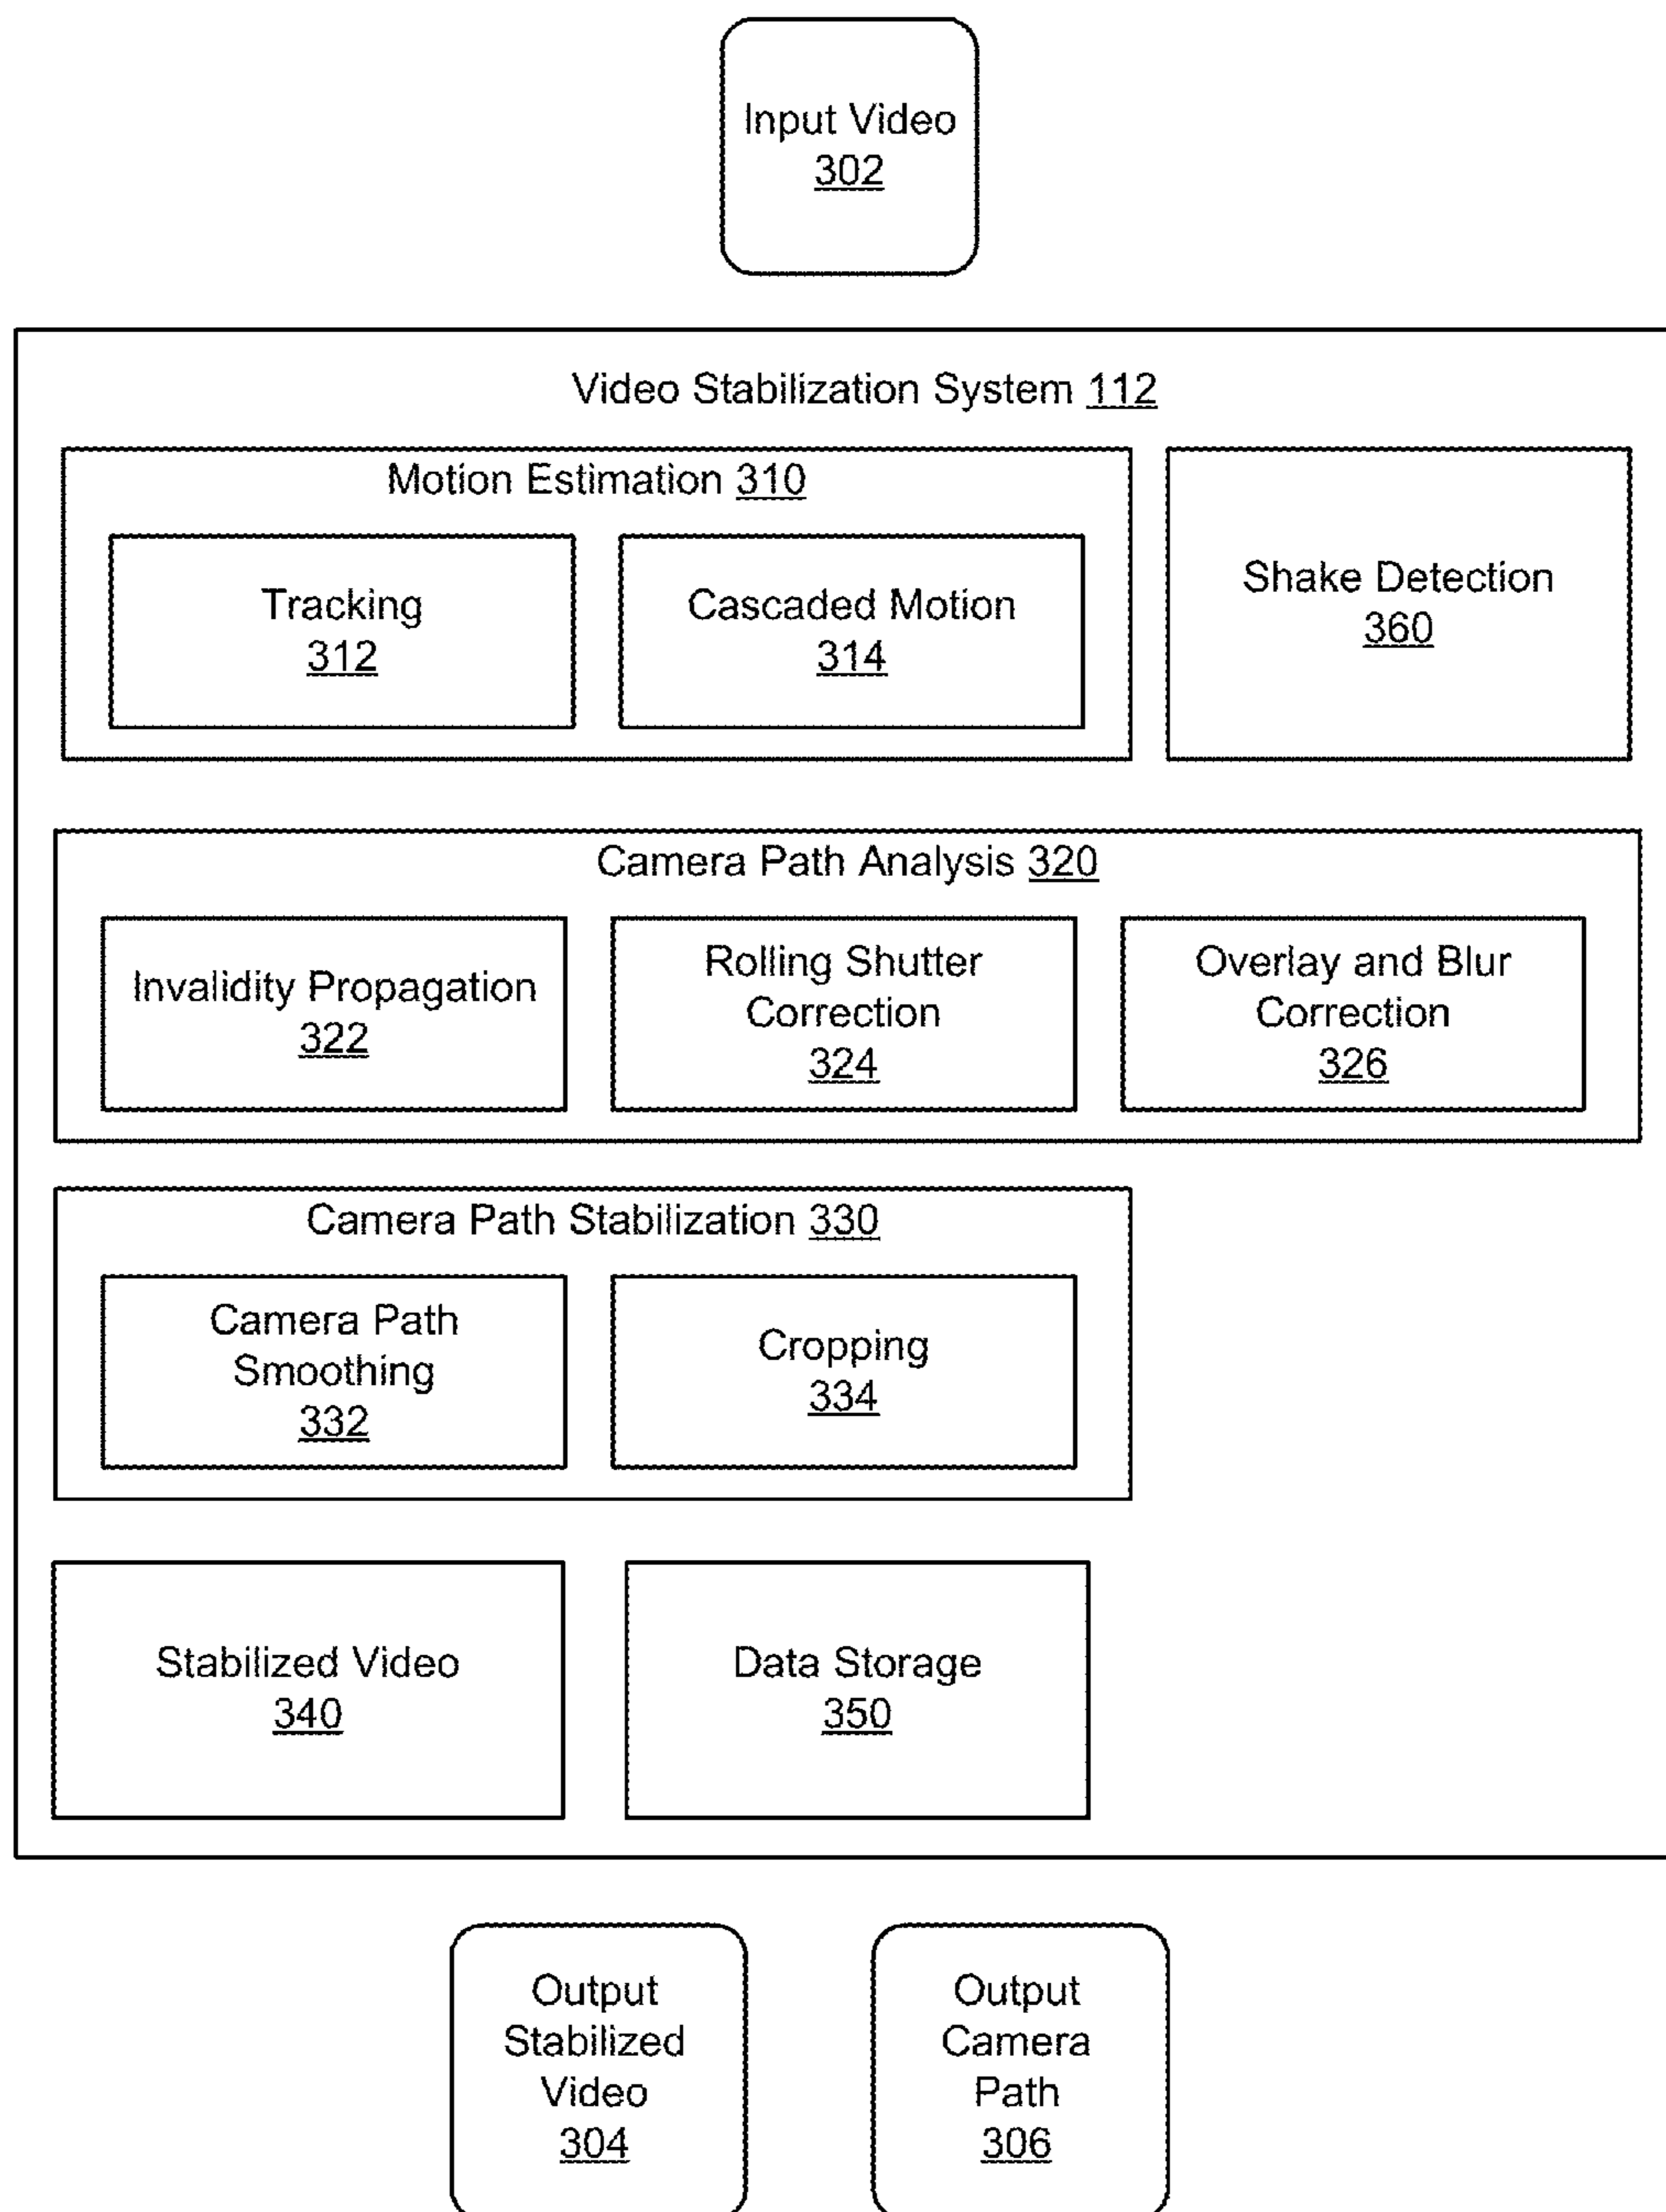 Input Video
302
Video Stabilization System 112
Motion Estimation 310
Tracking
312
Cascaded Motion
314
Shake Detection
360
Camera Path Analysis 320
Invalidity Propagation
322
Rolling Shutter
Correction
324
Overlay and Blur
Correction
326
Camera Path Stabilization 330
Camera Path
Smoothing
332
Cropping
334
Stabilized Video
340
Data Storage
350
Output
Stabilized
Video
304
Output
Camera
Path
306